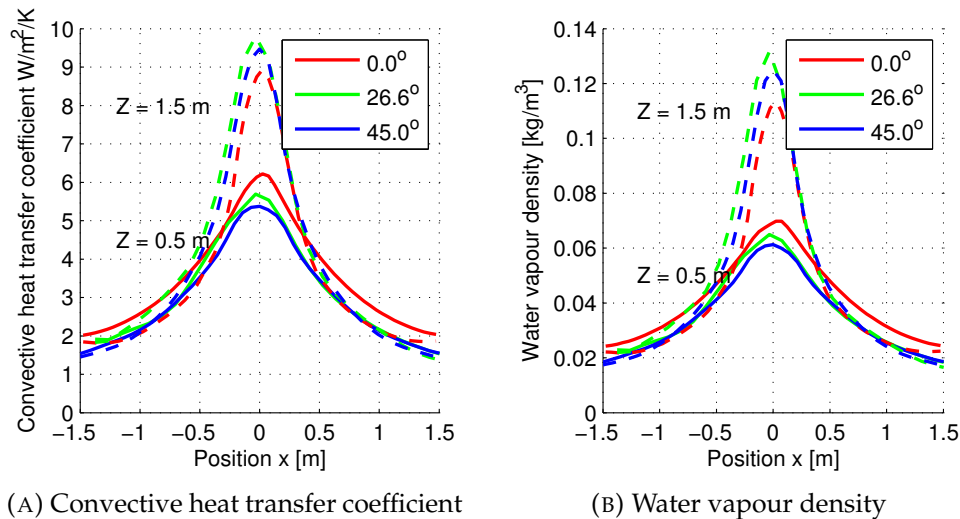 Convective heat transfer coefficient W/m²/K
10
9
8
7
6
5
4
3
2
1
0
−1.5 −1 −0.5 0 0.5 1 1.5
Position x [m]
Z = 1.5 m
Z = 0.5 m
0.0°
26.6°
45.0°
(A) Convective heat transfer coefficient
Water vapour density [kg/m³]
0.14
0.12
0.1
0.08
0.06
0.04
0.02
0
−1.5 −1 −0.5 0 0.5 1 1.5
Position x [m]
Z = 1.5 m
Z = 0.5 m
0.0°
26.6°
45.0°
(B) Water vapour density